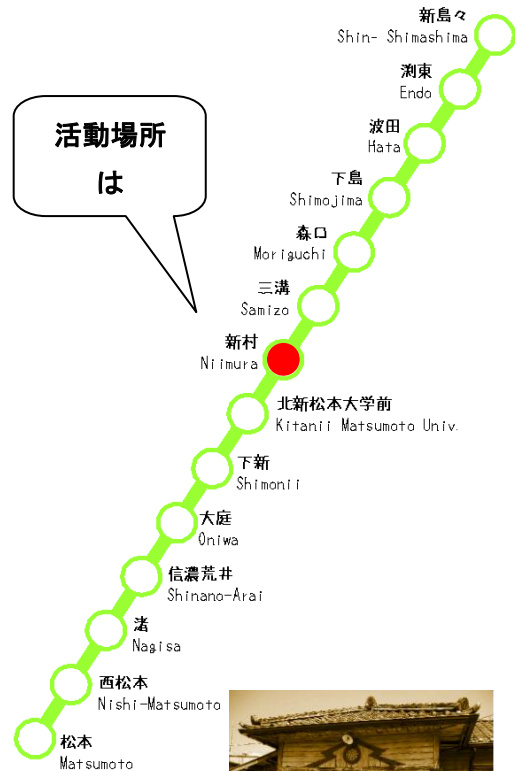 新島々
Shin- Shimashima
渕東
Endo
波田
Hata
活動場所
は
下島
Shimojima
森口
Moriguchi
三溝
Samizo
新村
Niimura
北新松本大学前
Kitanii Matsumoto Univ.
下新
Shimonii
大庭
Oniwa
信濃荒井
Shinano-Arai
渚
Nagisa
西松本
Nishi-Matsumoto
松本
Matsumoto